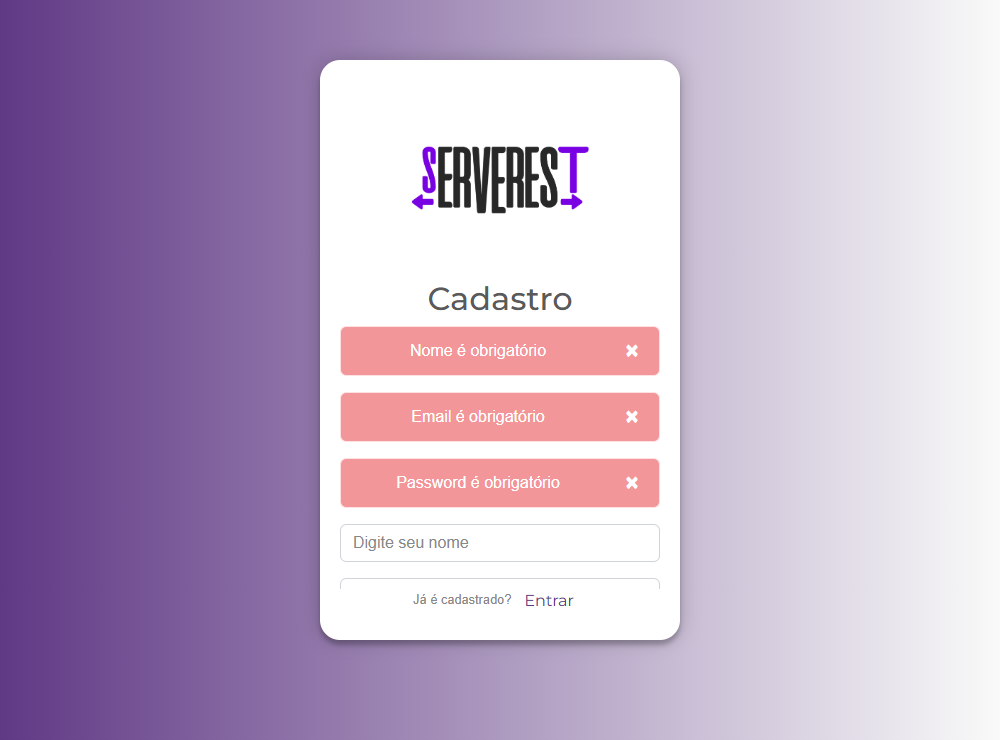 SERVEREST
Cadastro
Nome é obrigatório
Email é obrigatório
Password é obrigatório
Digite seu nome
Já é cadastrado? Entrar